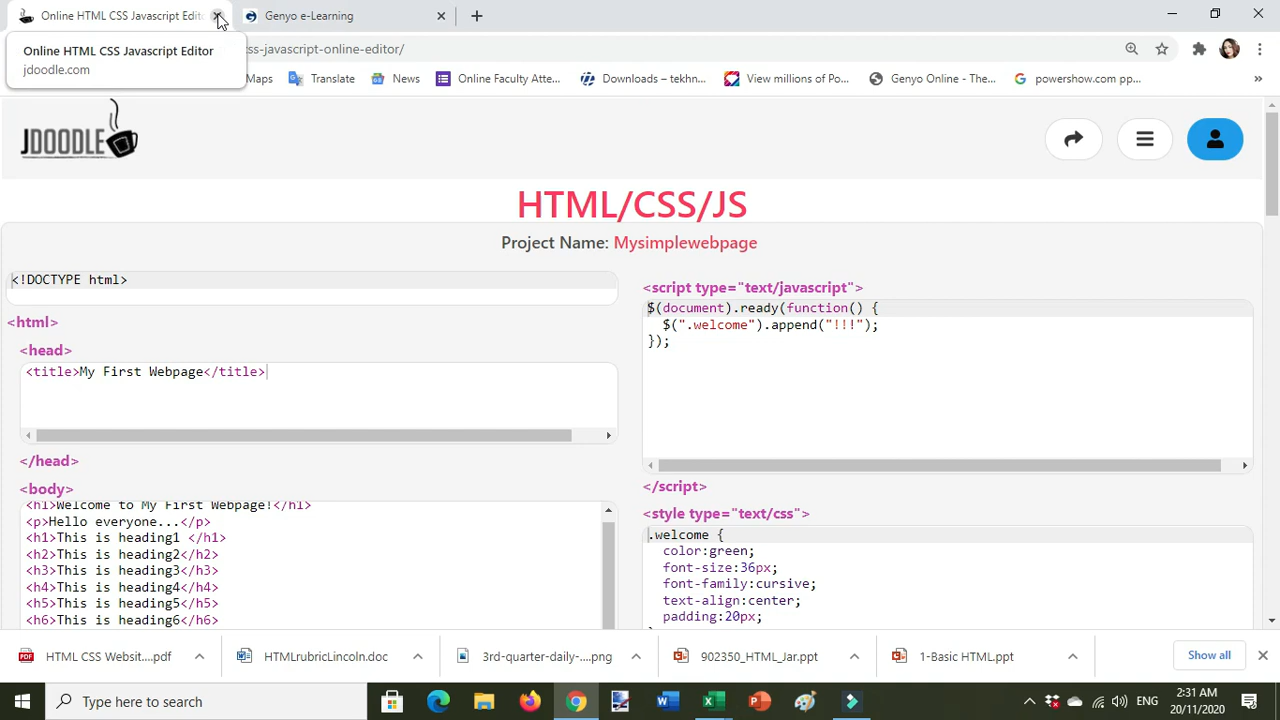 Online HTML CSS Javascript Edito
Genyo e-Learning
Online HTML CSS Javascript Editor
jdoodle.com
ss-javascript-online-editor/
Maps
Translate
News
Online Faculty Atte...
Downloads – tekhn...
View millions of Po...
Genyo Online - The...
powershow.com pp...
JDOODLE
HTML/CSS/JS
Project Name: Mysimplewebpage
<!DOCTYPE html>
<html>
<head>
<title>My First Webpage</title>
</head>
<body>
<h1>Welcome to My First Webpage!</h1>
<p>Hello everyone...</p>
<h1>This is heading1 </h1>
<h2>This is heading2</h2>
<h3>This is heading3</h3>
<h4>This is heading4</h4>
<h5>This is heading5</h5>
<h6>This is heading6</h6>
<script type="text/javascript">
$(document).ready(function() {
$(".welcome").append("!!!");
});
</script>
<style type="text/css">
.welcome {
color:green;
font-size:36px;
font-family:cursive;
text-align:center;
padding:20px;
HTML CSS Websit....pdf
HTMLrubricLincoln.doc
3rd-quarter-daily-....png
902350_HTML_Jar.ppt
1-Basic HTML.ppt
Show all
Type here to search
ENG
2:31 AM
20/11/2020